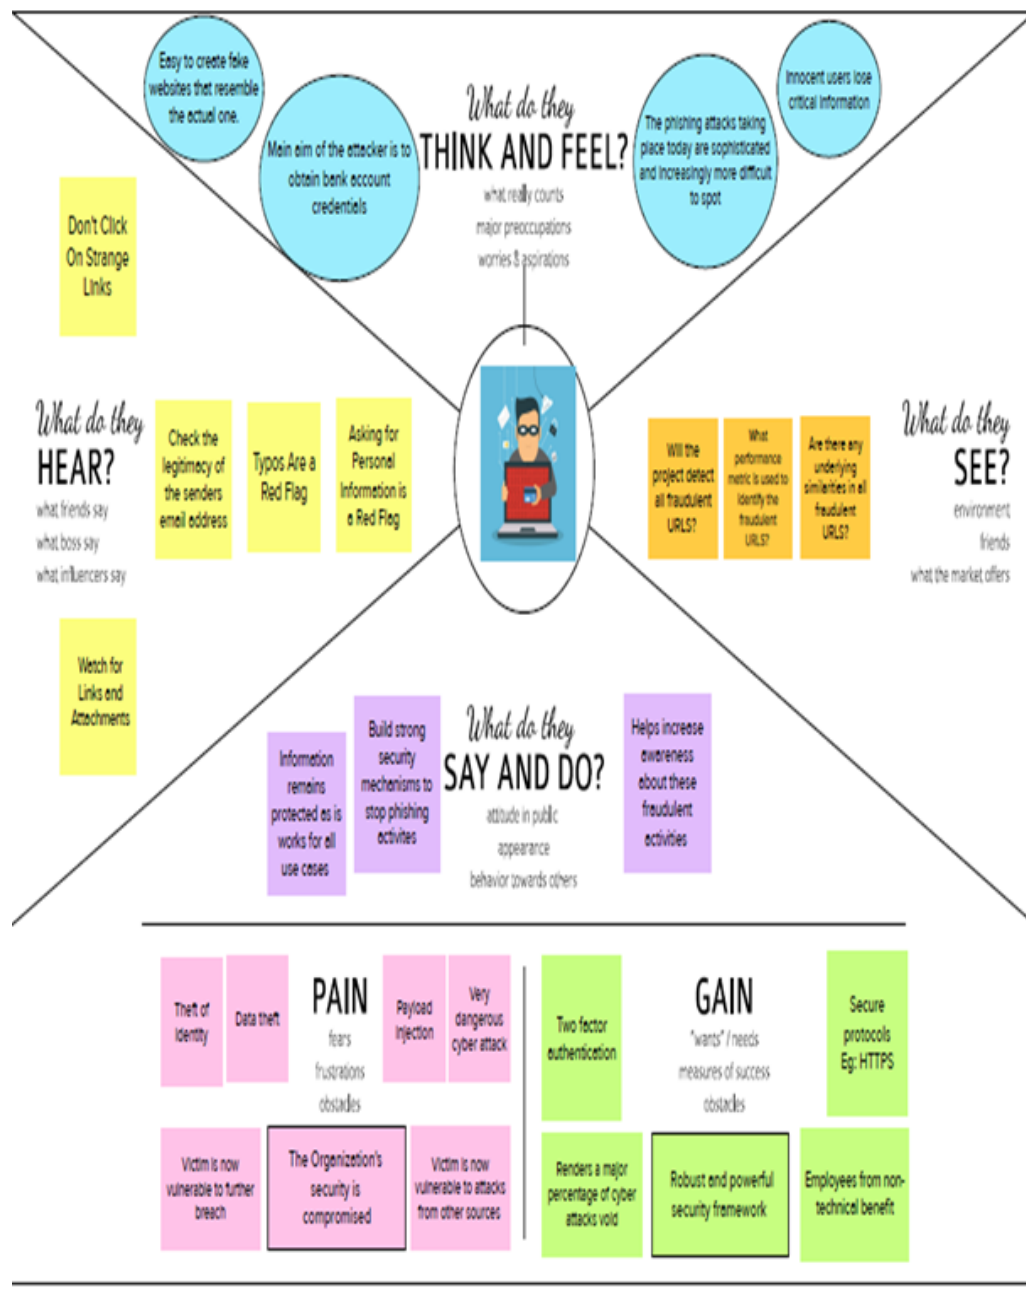 Easy to create fake
websites that resemble
the actual one.
Main aim of the attacker is to
obtain bank account
credentials
What do they
THINK AND FEEL?
what really counts
major preoccupations
worries & aspirations
The phishing attacks taking
place today are sophisticated
and increasingly more difficult
to spot
Innocent users lose
critical information
Don't Click
On Strange
Links
What do they
HEAR?
what friends say
what boss say
what influencers say
Check the
legitimacy of
the senders
email address
Typos Are a
Red Flag
Asking for
Personal
Information is
a Red Flag
Watch for
Links and
Attachments
Will the
project detect
all fraudulent
URLS?
What
performance
metric is used to
identify the
fraudulent
URLS?
Are there any
underlying
similarities in all
fraudulent
URLS?
What do they
SEE?
environment
friends
what the market offers
Information
remains
protected as is
works for all
use cases
Build strong
security
mechanisms to
stop phishing
activites
What do they
SAY AND DO?
attitude in public
appearance
behavior towards others
Helps increase
awareness
about these
fraudulent
activities
Theft of
Identity
Data theft
PAIN
fears
frustrations
obstacles
Payload
Injection
Very
dangerous
cyber attack
Victim is now
vulnerable to further
breach
The Organization's
security is
compromised
Victim is now
vulnerable to attacks
from other sources
Two factor
authentication
GAIN
"wants" / needs
measures of success
obstacles
Secure
protocols
Eg: HTTPS
Renders a major
percentage of cyber
attacks void
Robust and powerful
security framework
Employees from non-
technical benefit